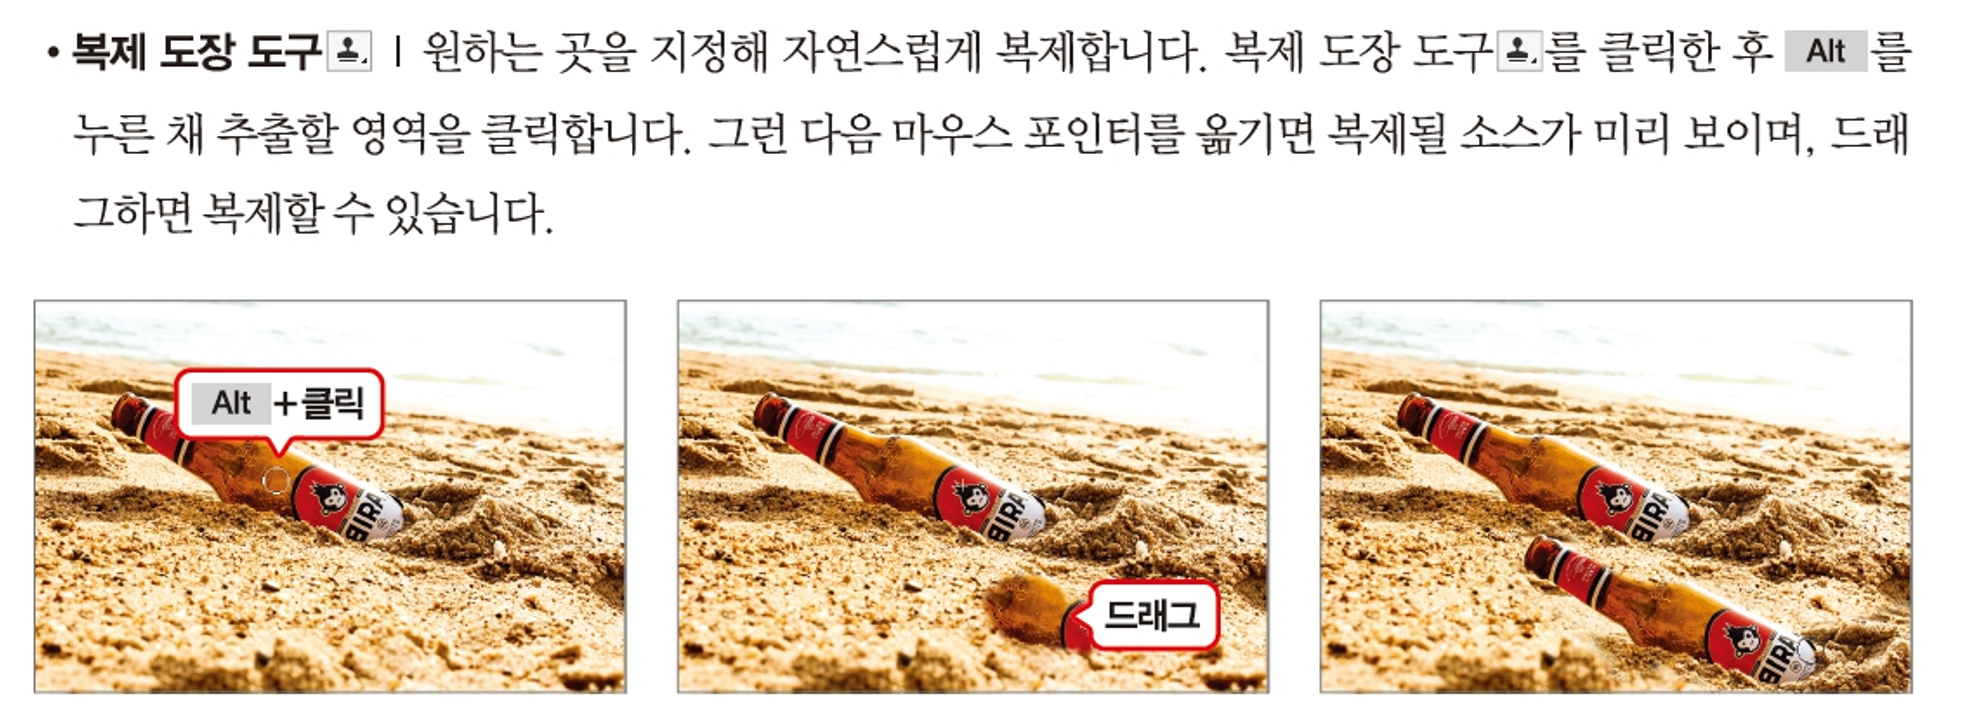 • 복제 도장 도구 | 원하는 곳을 지정해 자연스럽게 복제합니다. 복제 도장 도구를 클릭한 후 Alt 를
누른 채 추출할 영역을 클릭합니다. 그런 다음 마우스 포인터를 옮기면 복제될 소스가 미리 보이며, 드래
그하면 복제할 수 있습니다.
Alt +클릭
BIRA
드래그
BIRA
BIRA
BIRA